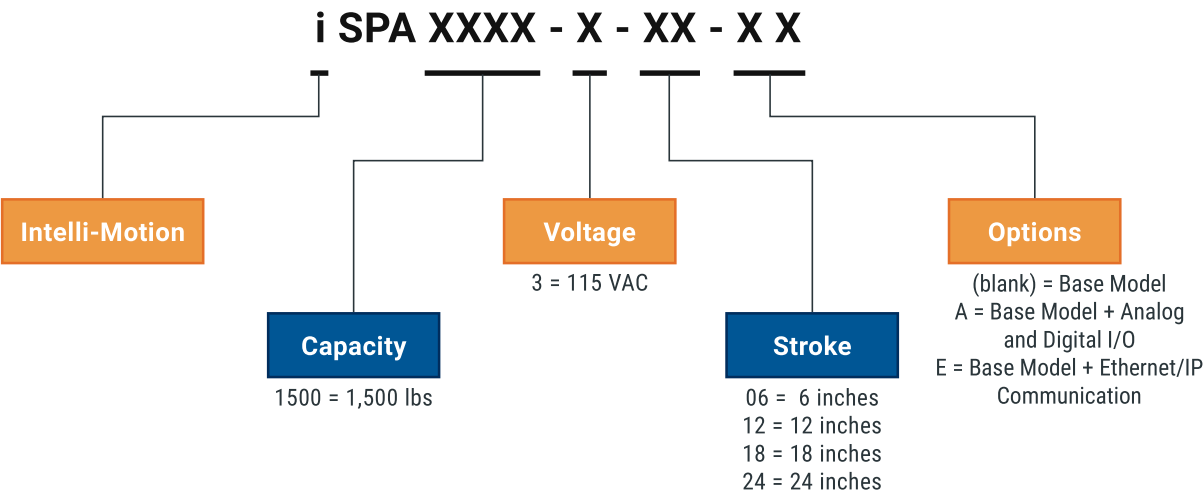 i SPA XXXX - X - XX - X X
Intelli-Motion
Voltage
3 = 115 VAC
Options
(blank) = Base Model
A = Base Model + Analog
and Digital I/O
E = Base Model + Ethernet/IP
Communication
Capacity
1500 = 1,500 lbs
Stroke
06 =  6 inches
12 = 12 inches
18 = 18 inches
24 = 24 inches